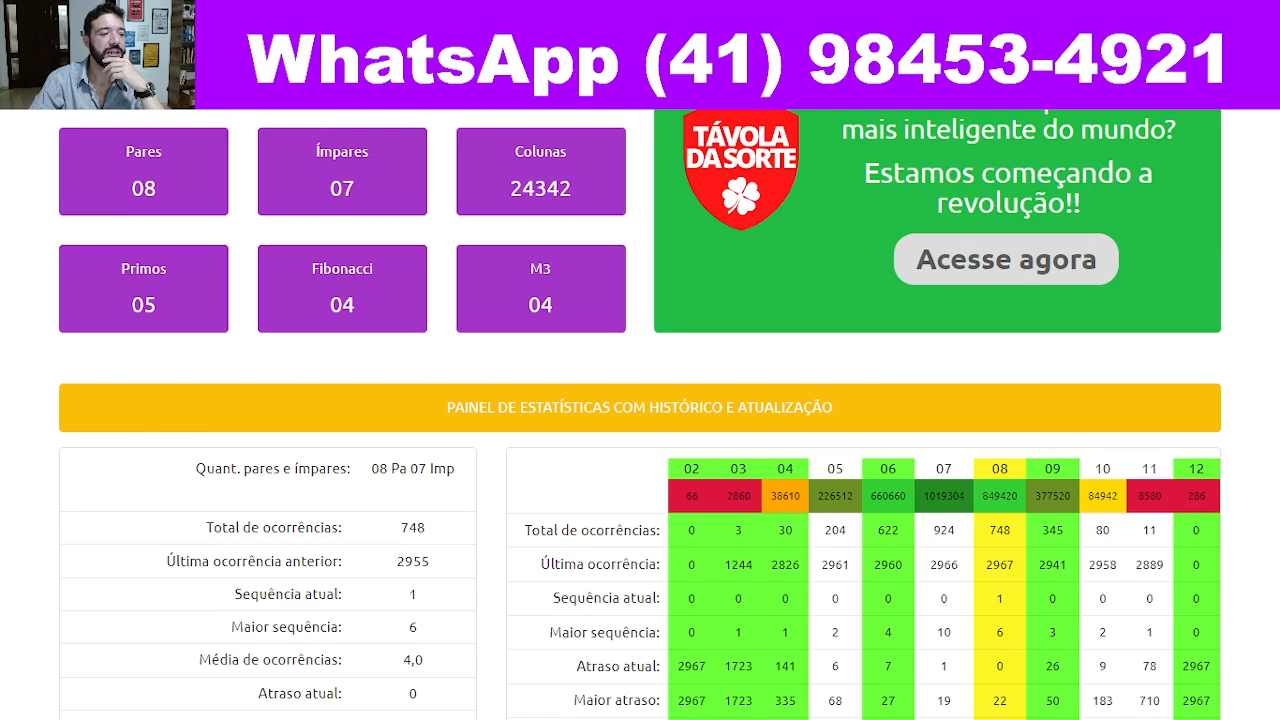 WhatsApp (41) 98453-4921
Pares
08
Ímpares
07
Colunas
24342
Primos
05
Fibonacci
04
M3
04
TÁVOLA
DA SORTE
mais inteligente do mundo?
Estamos começando a
revolução!!
Acesse agora
PAINEL DE ESTATÍSTICAS COM HISTÓRICO E ATUALIZAÇÃO
Quant. pares e ímpares: 08 Pa 07 Imp
Total de ocorrências: 748
Última ocorrência anterior: 2955
Sequência atual: 1
Maior sequência: 6
Média de ocorrências: 4,0
Atraso atual: 0
02 03 04 05 06 07 08 09 10 11 12
66 2860 38610 226512 660660 1019304 849420 377520 84942 8580 286
Total de ocorrências: 0 3 30 204 622 924 748 345 80 11 0
Última ocorrência: 0 1244 2826 2961 2960 2966 2967 2941 2958 2889 0
Sequência atual: 0 0 0 0 0 0 1 0 0 0 0
Maior sequência: 0 1 1 2 4 10 6 3 2 1 0
Atraso atual: 2967 1723 141 6 7 1 0 26 9 78 2967
Maior atraso: 2967 1723 335 68 27 19 22 50 183 710 2967